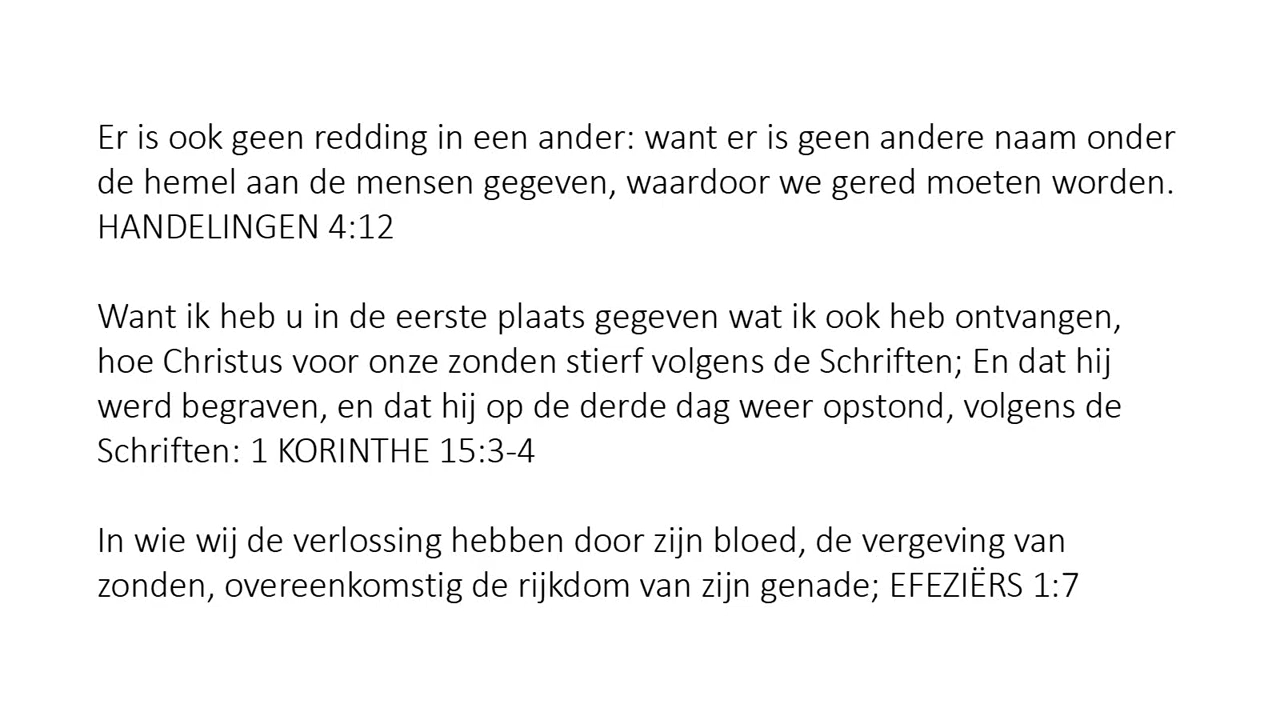 Er is ook geen redding in een ander: want er is geen andere naam onder
de hemel aan de mensen gegeven, waardoor we gered moeten worden.
HANDELINGEN 4:12
Want ik heb u in de eerste plaats gegeven wat ik ook heb ontvangen,
hoe Christus voor onze zonden stierf volgens de Schriften; En dat hij
werd begraven, en dat hij op de derde dag weer opstond, volgens de
Schriften: 1 KORINTHE 15:3-4
In wie wij de verlossing hebben door zijn bloed, de vergeving van
zonden, overeenkomstig de rijkdom van zijn genade; EFEZIËRS 1:7